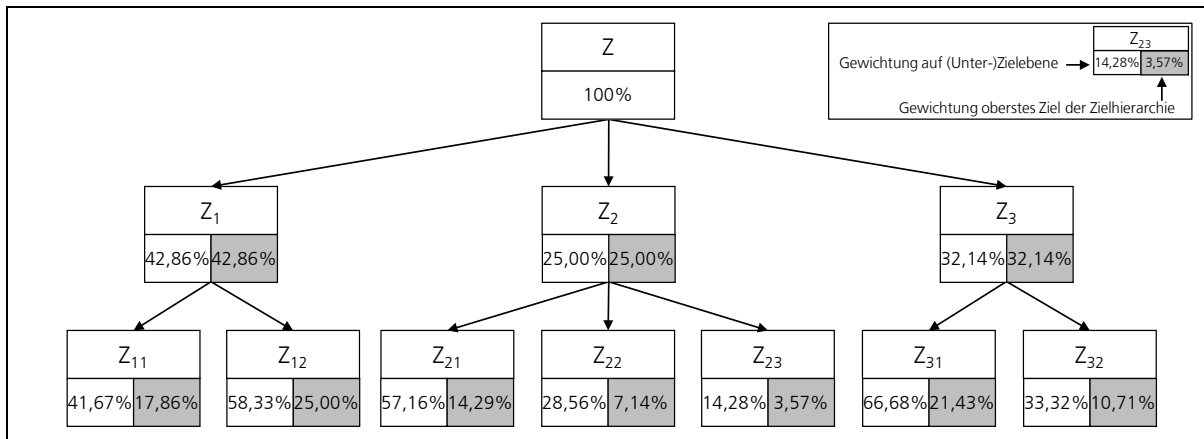 Z
100%
Z23
Gewichtung auf (Unter-)Zielebene
14,28% 3,57%
Gewichtung oberstes Ziel der Zielhierarchie
Z1 Z2 Z3
42,86% 42,86% 25,00% 25,00% 32,14% 32,14%
Z11 Z12 Z21 Z22 Z23 Z31 Z32
41,67% 17,86% 58,33% 25,00% 57,16% 14,29% 28,56% 7,14% 14,28% 3,57% 66,68% 21,43% 33,32% 10,71%